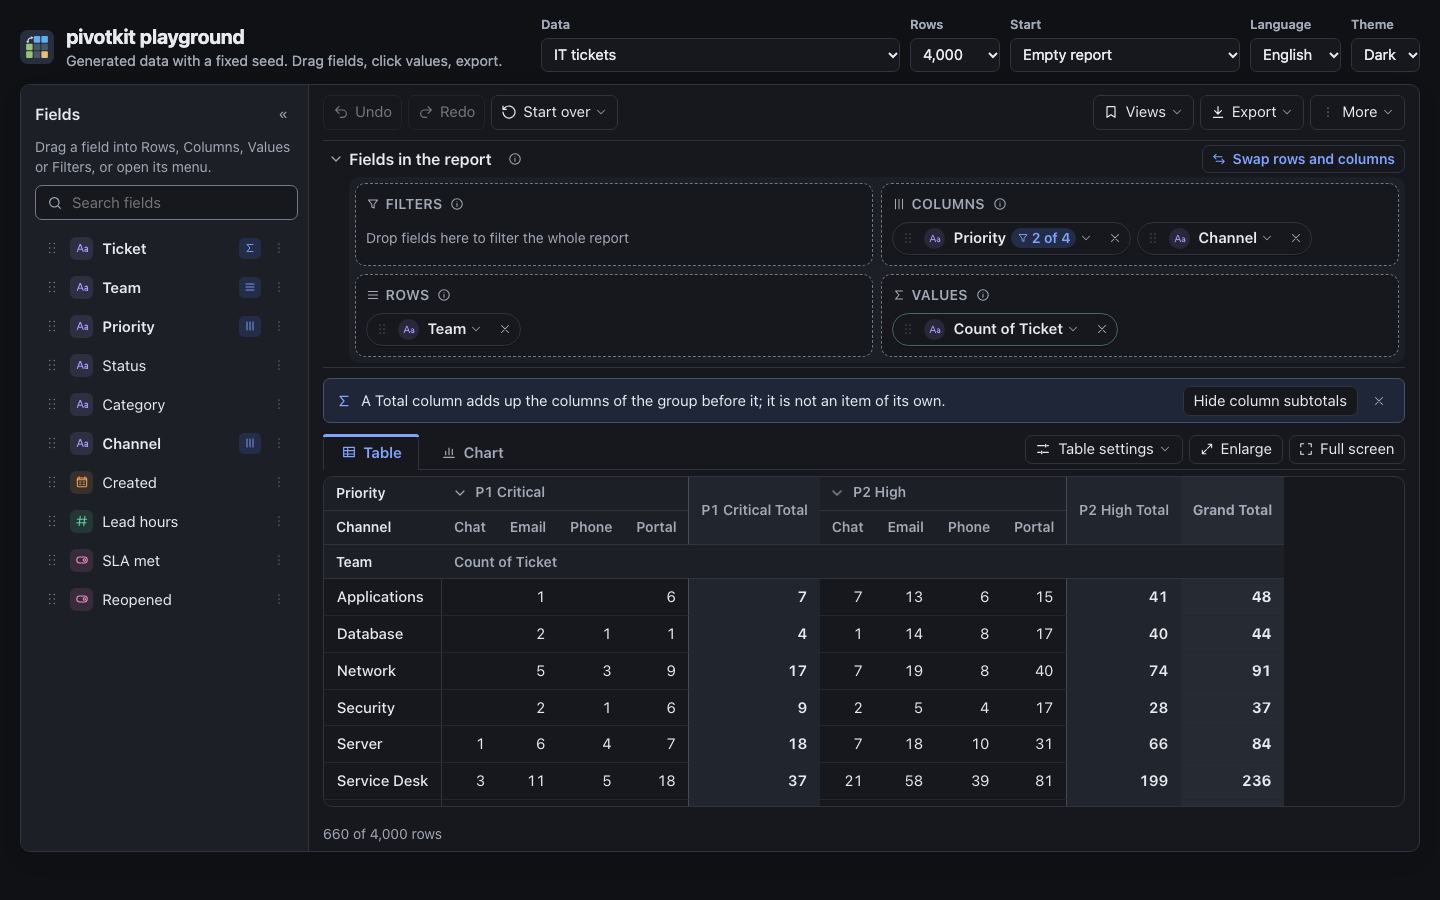 pivotkit playground
Generated data with a fixed seed. Drag fields, click values, export.
Data
IT tickets
Rows
4,000
Start
Empty report
Language
English
Theme
Dark
Fields
«
Drag a field into Rows, Columns, Values
or Filters, or open its menu.
Search fields
Aa Ticket Σ
Aa Team
Aa Priority
Aa Status
Aa Category
Aa Channel
Created
# Lead hours
SLA met
Reopened
Undo
Redo
Start over
Views
Export
More
Fields in the report
Swap rows and columns
FILTERS
Drop fields here to filter the whole report
COLUMNS
Aa Priority 2 of 4
Aa Channel
ROWS
Aa Team
Σ VALUES
Aa Count of Ticket
Σ A Total column adds up the columns of the group before it; it is not an item of its own.
Hide column subtotals
Table
Chart
Table settings
Enlarge
Full screen
Priority P1 Critical P1 Critical Total P2 High P2 High Total Grand Total
Channel Chat Email Phone Portal Chat Email Phone Portal
Team Count of Ticket
Applications 1 6 7 7 13 6 15 41 48
Database 2 1 1 4 1 14 8 17 40 44
Network 5 3 9 17 7 19 8 40 74 91
Security 2 1 6 9 2 5 4 17 28 37
Server 1 6 4 7 18 7 18 10 31 66 84
Service Desk 3 11 5 18 37 21 58 39 81 199 236
660 of 4,000 rows